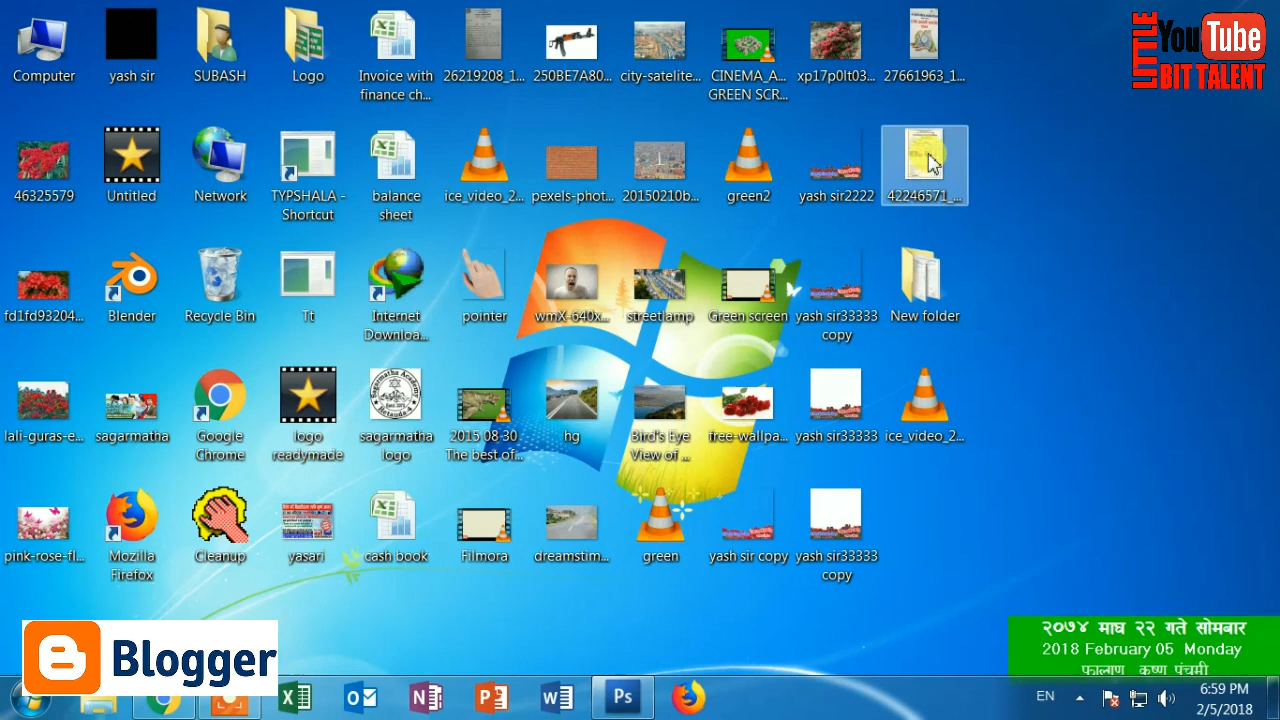 Computer
yash sir
SUBASH
Logo
Invoice with
finance ch...
26219208_1...
250BE7A80...
city-satelite...
CINEMA_A...
GREEN SCR...
xp17p0lt03...
27661963_1...
LITTLE
YouTube
BIT TALENT
46325579
Untitled
Network
TYPSHALA -
Shortcut
balance
sheet
ice_video_2...
pexels-phot...
20150210b...
green2
yash sir2222
42246571_...
fd1fd93204...
Blender
Recycle Bin
Tt
Internet
Downloa...
pointer
wmX-640x...
streetlamp
Green screen
yash sir33333
copy
New folder
lali-guras-e...
sagarmatha
Google
Chrome
logo
readymade
sagarmatha
logo
2015 08 30
The best of...
hg
Bird's Eye
View of ...
free-wallpa...
yash sir33333
ice_video_2...
pink-rose-fl...
Mozilla
Firefox
Cleanup
yasari
cash book
Filmora
dreamstim...
green
yash sir copy
yash sir33333
copy
Blogger
२०७४ माघ २२ गते सोमबार
2018 February 05 Monday
फाल्गुण कृष्ण पंचमी
Ps
EN
6:59 PM
2/5/2018